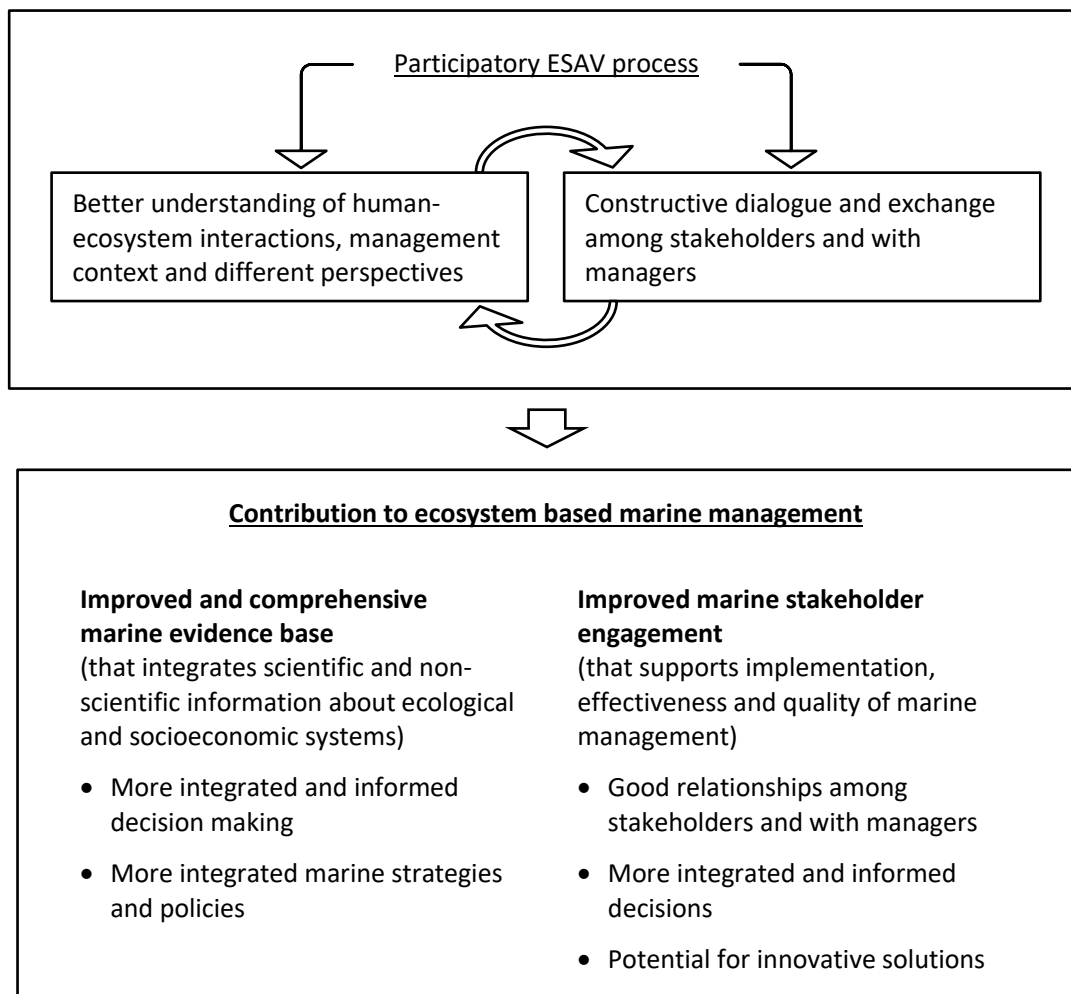 Participatory ESAV process
Better understanding of human-
ecosystem interactions, management
context and different perspectives
Constructive dialogue and exchange
among stakeholders and with
managers
Contribution to ecosystem based marine management
Improved and comprehensive
marine evidence base
(that integrates scientific and non-
scientific information about ecological
and socioeconomic systems)
• More integrated and informed
decision making
• More integrated marine strategies
and policies
Improved marine stakeholder
engagement
(that supports implementation,
effectiveness and quality of marine
management)
• Good relationships among
stakeholders and with managers
• More integrated and informed
decisions
• Potential for innovative solutions